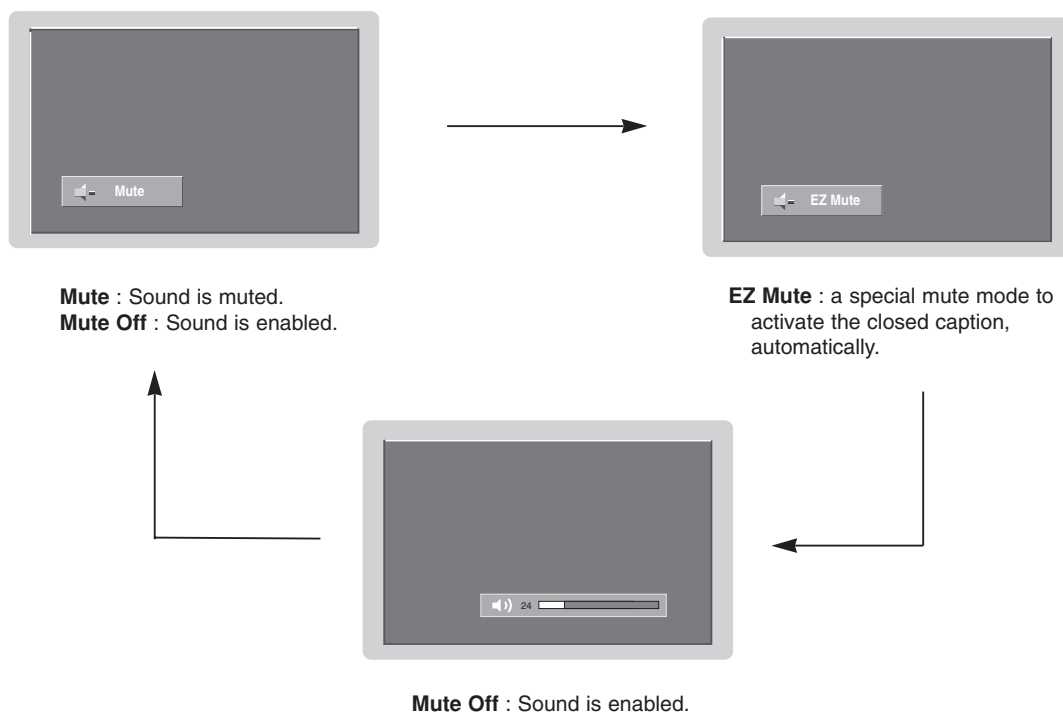 Mute
EZ Mute
Mute : Sound is muted.
Mute Off : Sound is enabled.
EZ Mute : a special mute mode to
activate the closed caption,
automatically.
24
Mute Off : Sound is enabled.